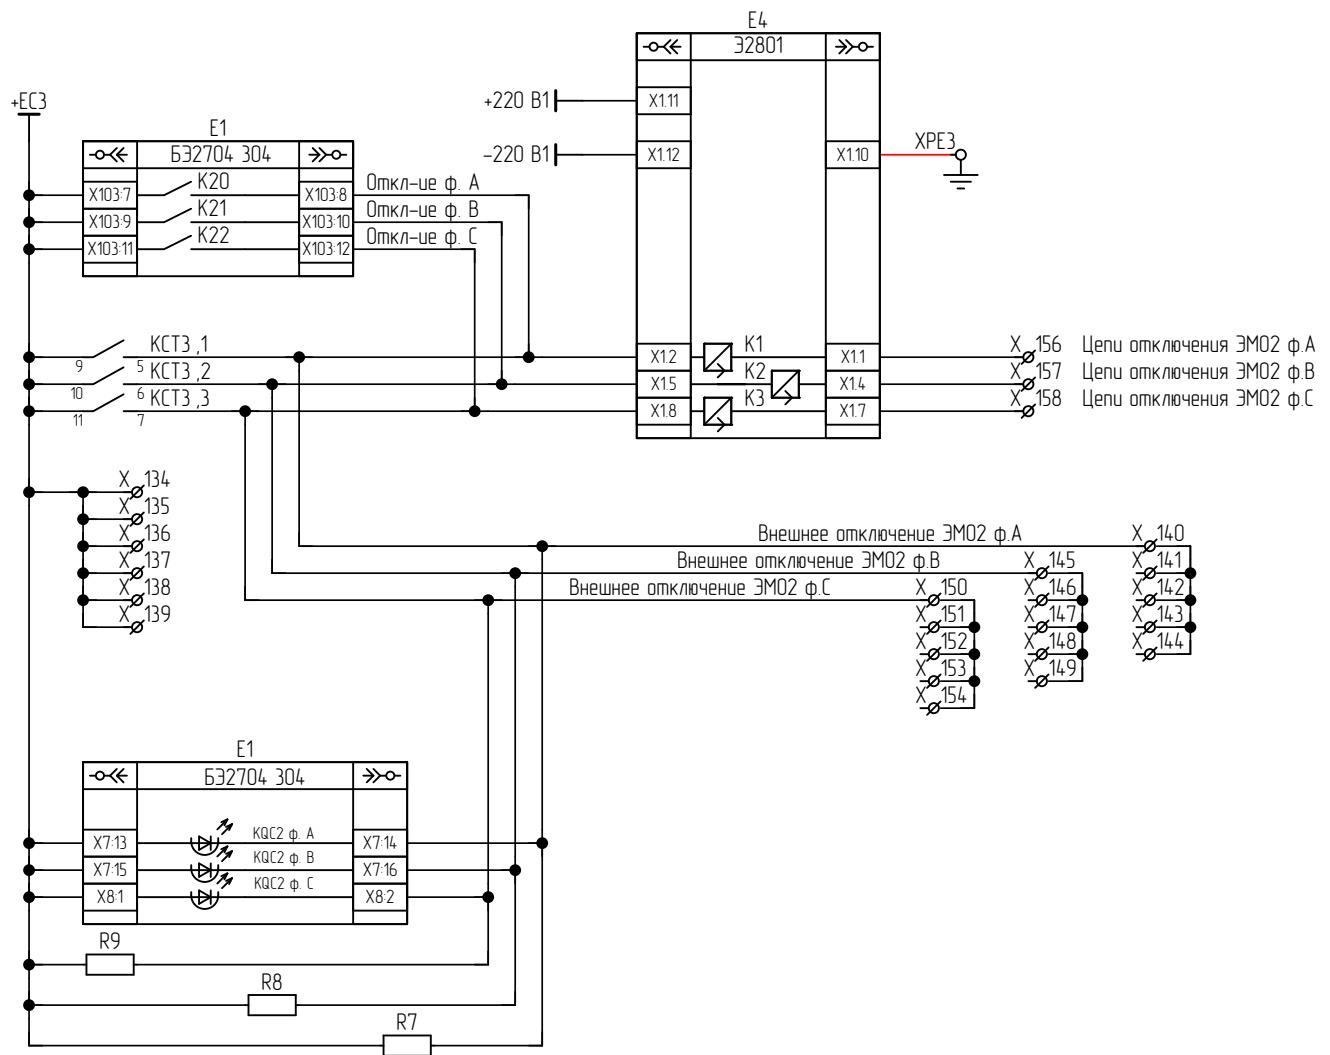 E4
Э2801
+EC3
+220 В1
X1.11
E1
БЭ2704 304
-220 В1
X1.12
X1.10
XPE3
X103:7
K20
X103:8
Откл-ие ф. А
X103:9
K21
X103:10
Откл-ие ф. В
X103:11
K22
X103:12
Откл-ие ф. С
9
КСТ3 ,1
5
X1.2
K1
X1.1
X 156
Цепи отключения ЭМО2 ф.А
10
КСТ3 ,2
6
X1.5
K2
X1.4
X 157
Цепи отключения ЭМО2 ф.В
11
КСТ3 ,3
7
X1.8
K3
X1.7
X 158
Цепи отключения ЭМО2 ф.С
X 134
X 135
X 136
X 137
X 138
X 139
Внешнее отключение ЭМО2 ф.А
X 140
X 141
X 142
X 143
X 144
Внешнее отключение ЭМО2 ф.В
X 145
X 146
X 147
X 148
X 149
Внешнее отключение ЭМО2 ф.С
X 150
X 151
X 152
X 153
X 154
E1
БЭ2704 304
X7:13
KQC2 ф. А
X7:14
X7:15
KQC2 ф. В
X7:16
X8:1
KQC2 ф. С
X8:2
R9
R8
R7